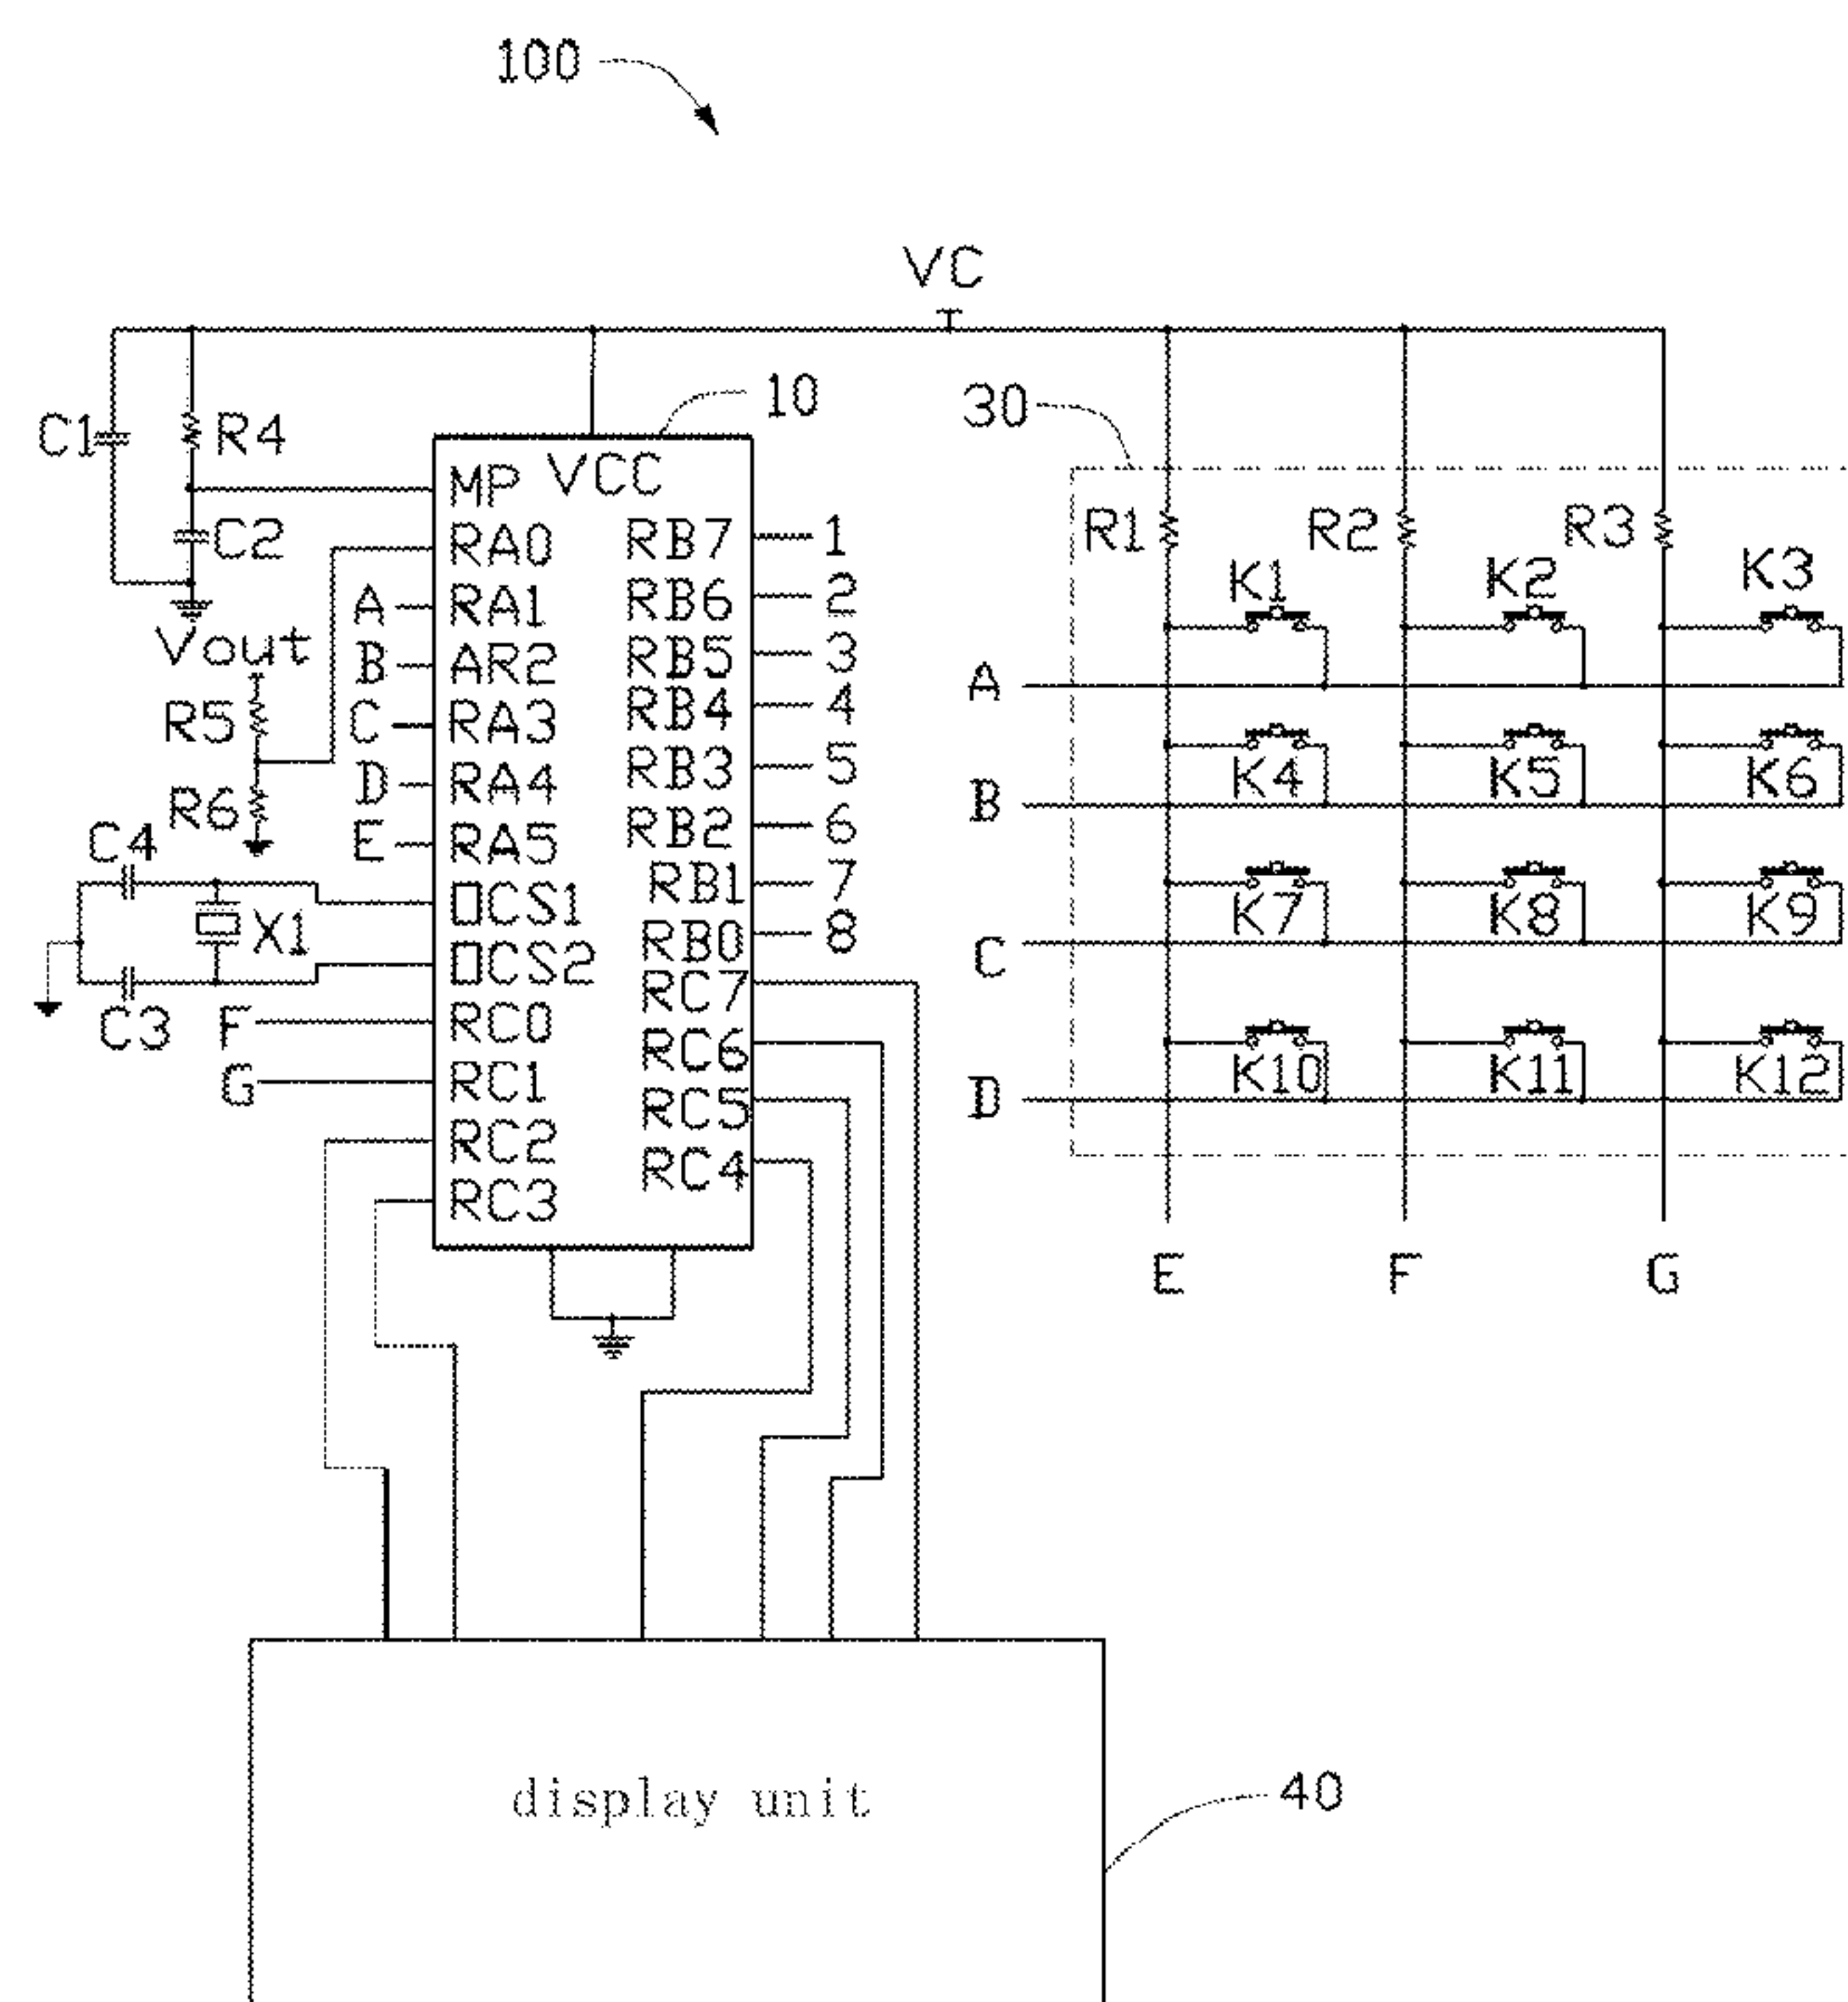 100
VC
10
30
C1
R4
MP VCC
C2
RA0
RB7
1
R1
R2
R3
A
RA1
RB6
2
K1
K2
K3
Vout
B
AR2
RB5
3
A
R5
C
RA3
RB4
4
D
RA4
RB3
5
R6
K4
K5
K6
B
C4
E
RA5
RB2
6
X1
OCS1
RB1
7
K7
K8
K9
OCS2
RB0
8
C
C3
F
RC0
RC7
G
RC1
RC6
K10
K11
K12
RC2
RC5
D
RC3
RC4
E
F
G
display unit
40